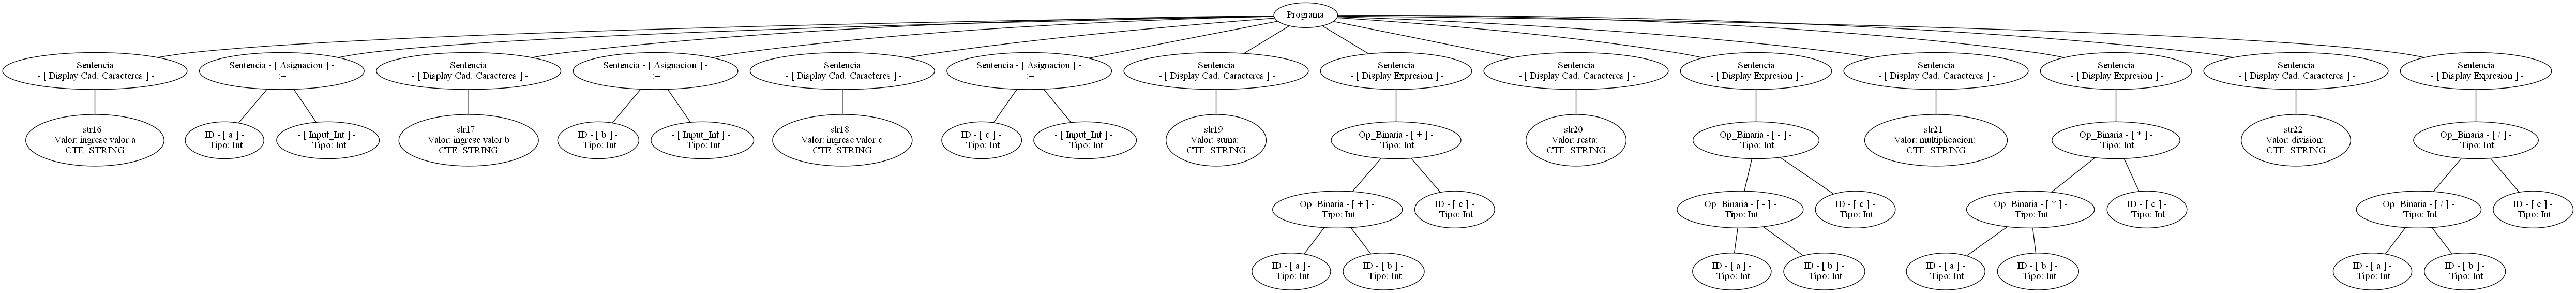 Programa
Sentencia
- [ Display Cad. Caracteres ] -
Sentencia - [ Asignacion ] -
:=
Sentencia
- [ Display Cad. Caracteres ] -
Sentencia - [ Asignacion ] -
:=
Sentencia
- [ Display Cad. Caracteres ] -
Sentencia - [ Asignacion ] -
:=
Sentencia
- [ Display Cad. Caracteres ] -
Sentencia
- [ Display Expresion ] -
Sentencia
- [ Display Cad. Caracteres ] -
Sentencia
- [ Display Expresion ] -
Sentencia
- [ Display Cad. Caracteres ] -
Sentencia
- [ Display Expresion ] -
Sentencia
- [ Display Cad. Caracteres ] -
Sentencia
- [ Display Expresion ] -
str16
Valor: ingrese valor a
CTE_STRING
ID - [ a ] -
Tipo: Int
- [ Input_Int ] -
Tipo: Int
str17
Valor: ingrese valor b
CTE_STRING
ID - [ b ] -
Tipo: Int
- [ Input_Int ] -
Tipo: Int
str18
Valor: ingrese valor c
CTE_STRING
ID - [ c ] -
Tipo: Int
- [ Input_Int ] -
Tipo: Int
str19
Valor: suma:
CTE_STRING
Op_Binaria - [ + ] -
Tipo: Int
str20
Valor: resta:
CTE_STRING
Op_Binaria - [ - ] -
Tipo: Int
str21
Valor: multiplicacion:
CTE_STRING
Op_Binaria - [ * ] -
Tipo: Int
str22
Valor: division:
CTE_STRING
Op_Binaria - [ / ] -
Tipo: Int
Op_Binaria - [ + ] -
Tipo: Int
ID - [ c ] -
Tipo: Int
Op_Binaria - [ - ] -
Tipo: Int
ID - [ c ] -
Tipo: Int
Op_Binaria - [ * ] -
Tipo: Int
ID - [ c ] -
Tipo: Int
Op_Binaria - [ / ] -
Tipo: Int
ID - [ c ] -
Tipo: Int
ID - [ a ] -
Tipo: Int
ID - [ b ] -
Tipo: Int
ID - [ a ] -
Tipo: Int
ID - [ b ] -
Tipo: Int
ID - [ a ] -
Tipo: Int
ID - [ b ] -
Tipo: Int
ID - [ a ] -
Tipo: Int
ID - [ b ] -
Tipo: Int